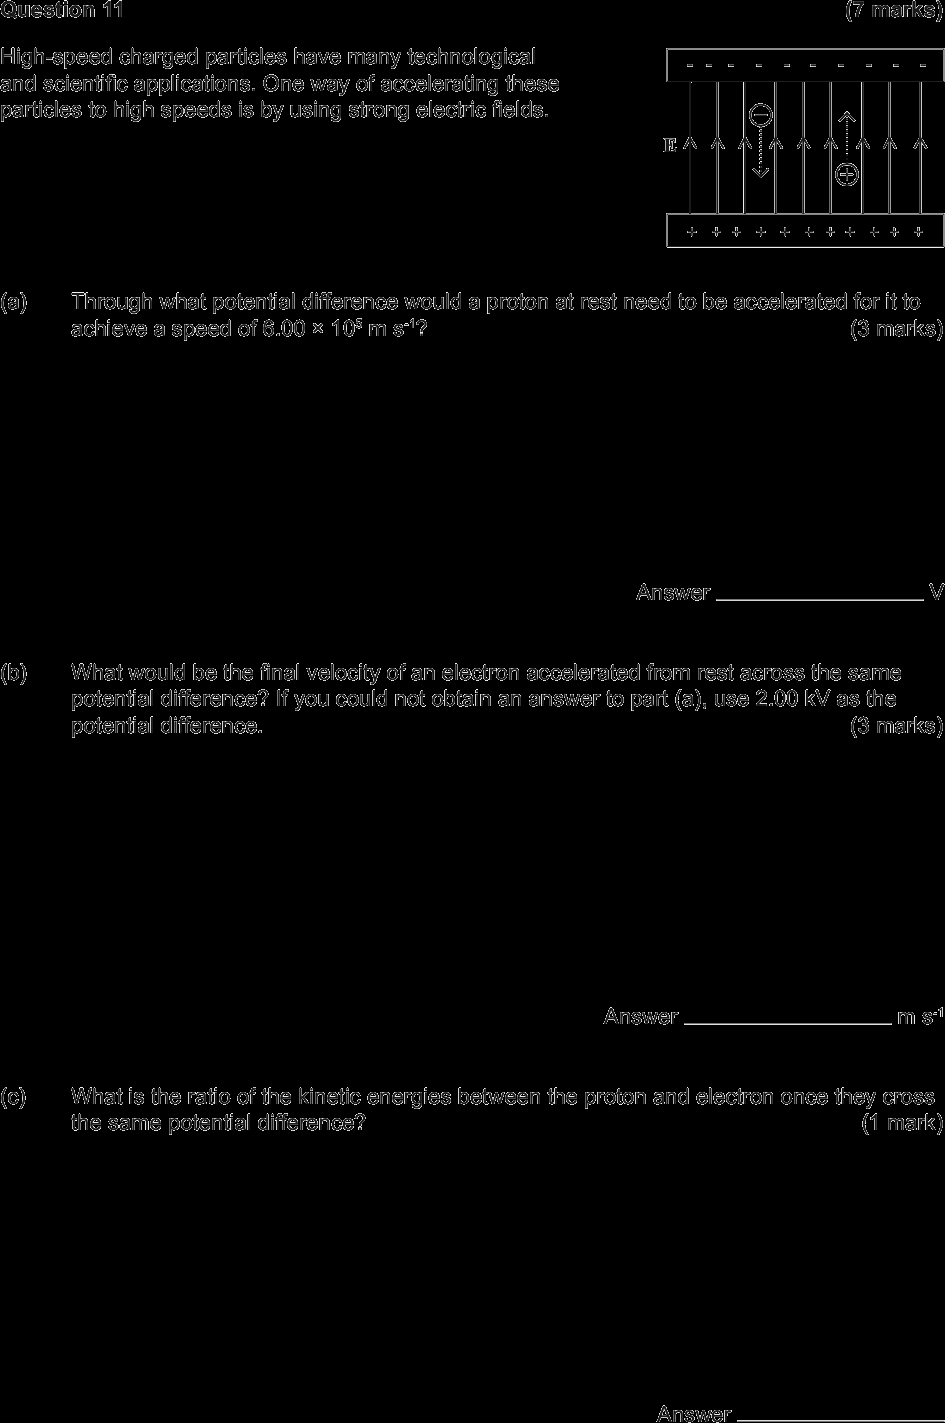 Question 11 (7 marks)
High-speed charged particles have many technological
and scientific applications. One way of accelerating these
particles to high speeds is by using strong electric fields.
- - - - - - - - - -
E
+ + + + + + + + + +
(a) Through what potential difference would a proton at rest need to be accelerated for it to
achieve a speed of 6.00 × 10⁵ m s⁻¹? (3 marks)
Answer V
(b) What would be the final velocity of an electron accelerated from rest across the same
potential difference? If you could not obtain an answer to part (a), use 2.00 kV as the
potential difference. (3 marks)
Answer m s⁻¹
(c) What is the ratio of the kinetic energies between the proton and electron once they cross
the same potential difference? (1 mark)
Answer